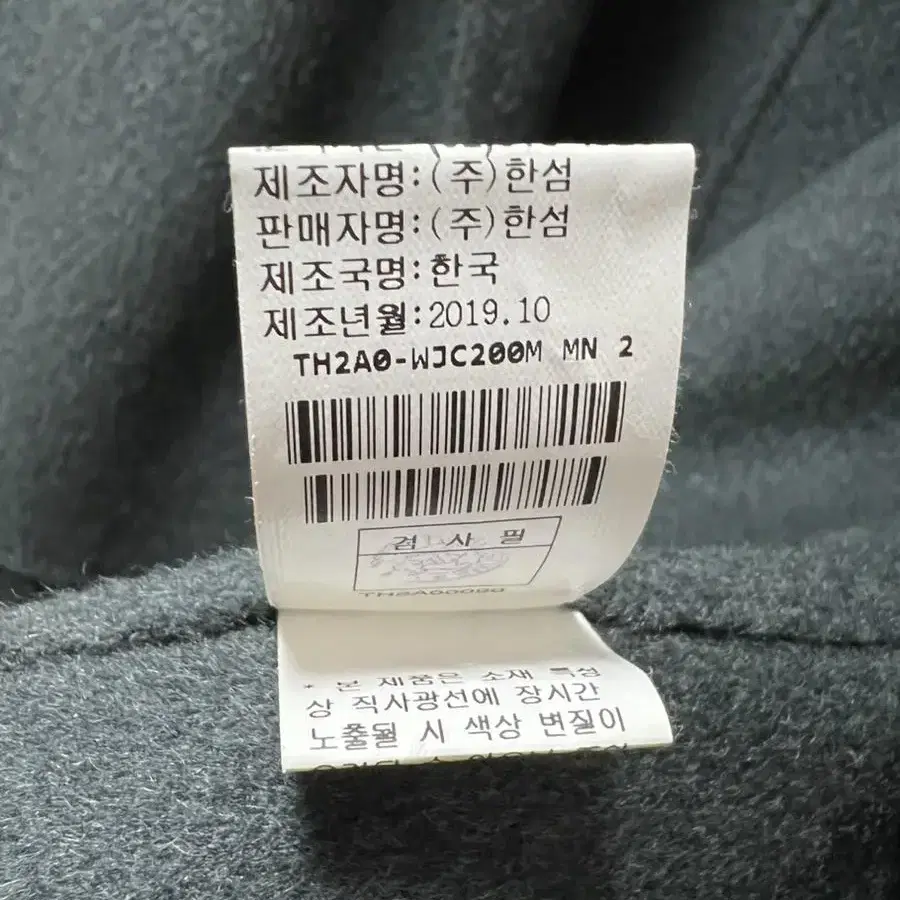 제조자명:(주)한섬
판매자명:(주)한섬
제조국명:한국
제조년월:2019.10
TH2A0-WJC200M MN 2
검 사 필
* 본 제품은 소재 특성
상 직사광선에 장시간
노출될 시 색상 변질이